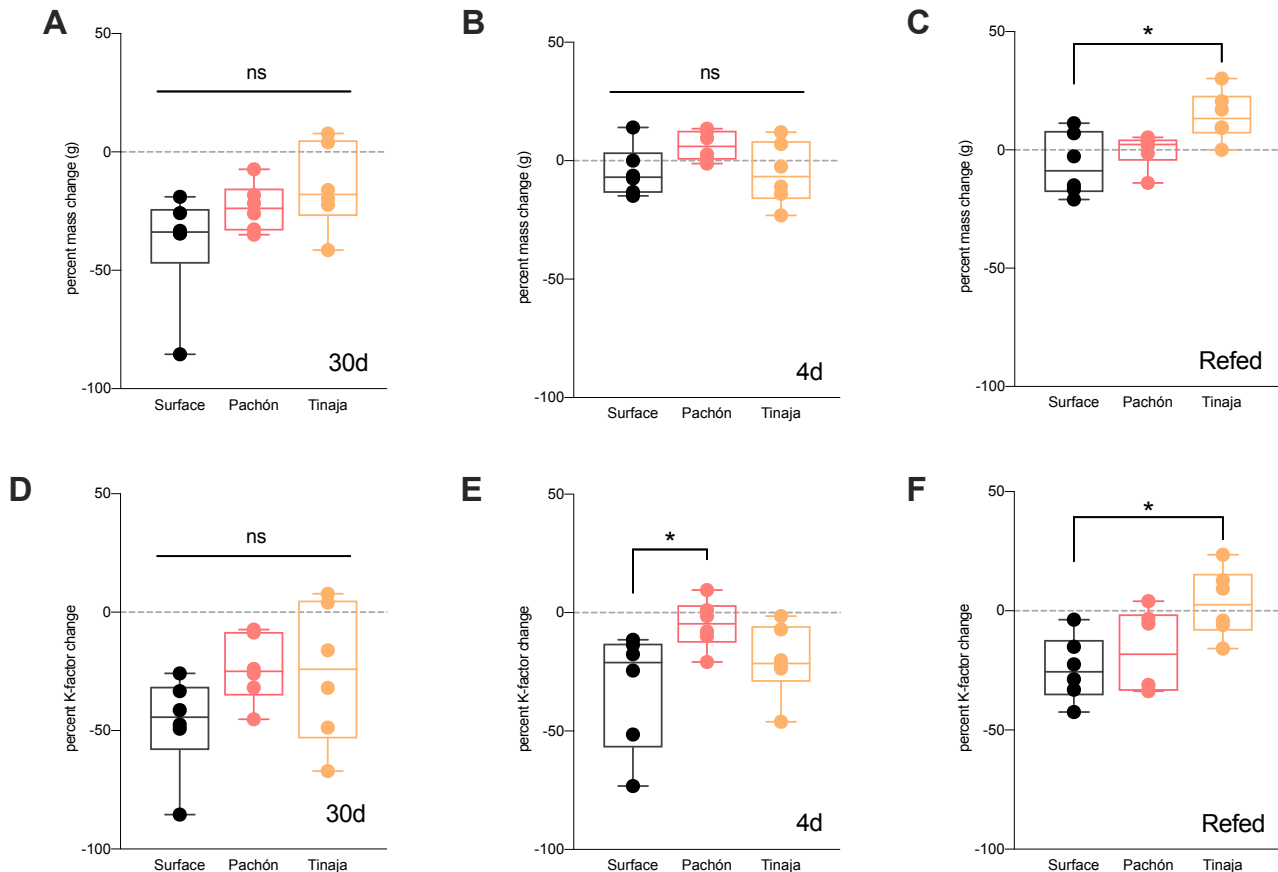 A
50
0
-50
-100
percent mass change (g)
ns
30d
Surface Pachón Tinaja
B
50
0
-50
-100
percent mass change (g)
ns
4d
Surface Pachón Tinaja
C
50
0
-50
-100
percent mass change (g)
*
Refed
Surface Pachón Tinaja
D
50
0
-50
-100
percent K-factor change
ns
30d
Surface Pachón Tinaja
E
50
0
-50
-100
percent K-factor change
*
4d
Surface Pachón Tinaja
F
50
0
-50
-100
percent K-factor change
*
Refed
Surface Pachón Tinaja